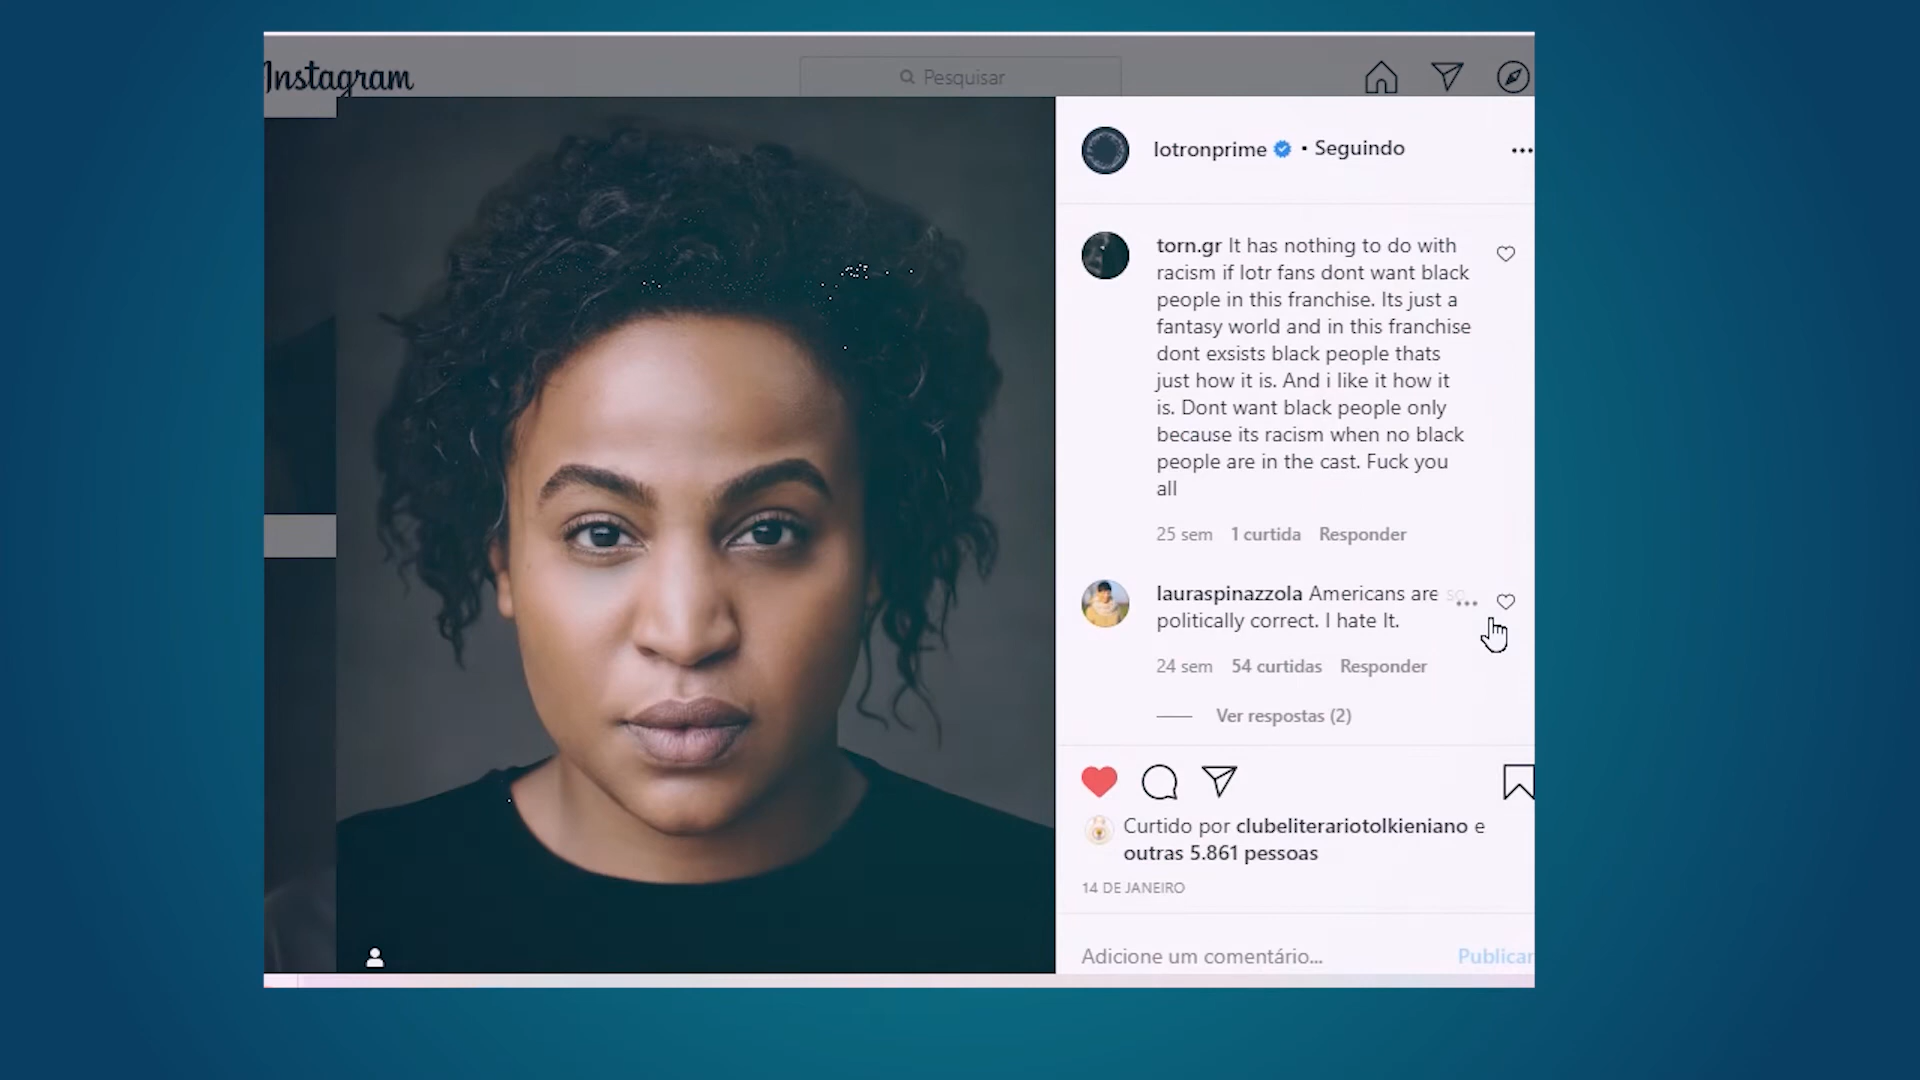 Instagram
Pesquisar
lotronprime • Seguindo
torn.gr It has nothing to do with
racism if lotr fans dont want black
people in this franchise. Its just a
fantasy world and in this franchise
dont exsists black people thats
just how it is. And i like it how it
is. Dont want black people only
because its racism when no black
people are in the cast. Fuck you
all
25 sem 1 curtida Responder
lauraspinazzola Americans are so
politically correct. I hate It.
24 sem 54 curtidas Responder
Ver respostas (2)
Curtido por clubeliterariotolkieniano e
outras 5.861 pessoas
14 DE JANEIRO
Adicione um comentário...
Publicar